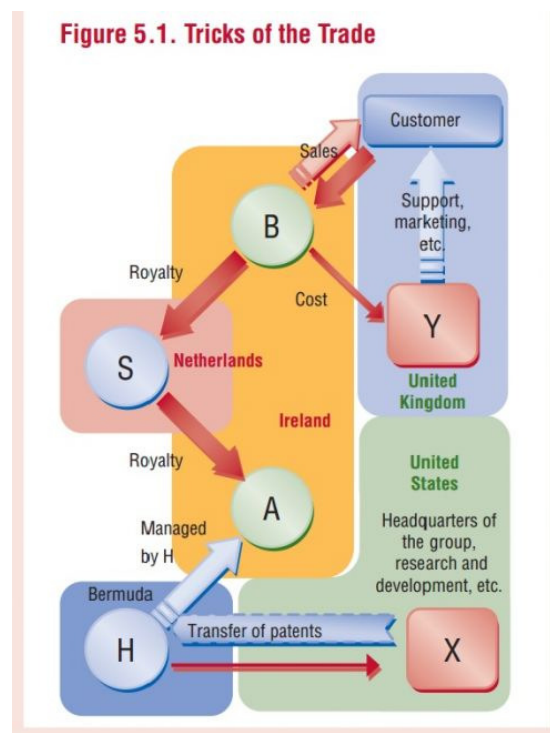 Figure 5.1. Tricks of the Trade
Customer
Sales
B
Support,
marketing,
etc.
Royalty
Cost
Y
S
Netherlands
United
Kingdom
Ireland
Royalty
United
States
A
Headquarters of
the group,
research and
development, etc.
Managed
by H
Bermuda
H
Transfer of patents
X